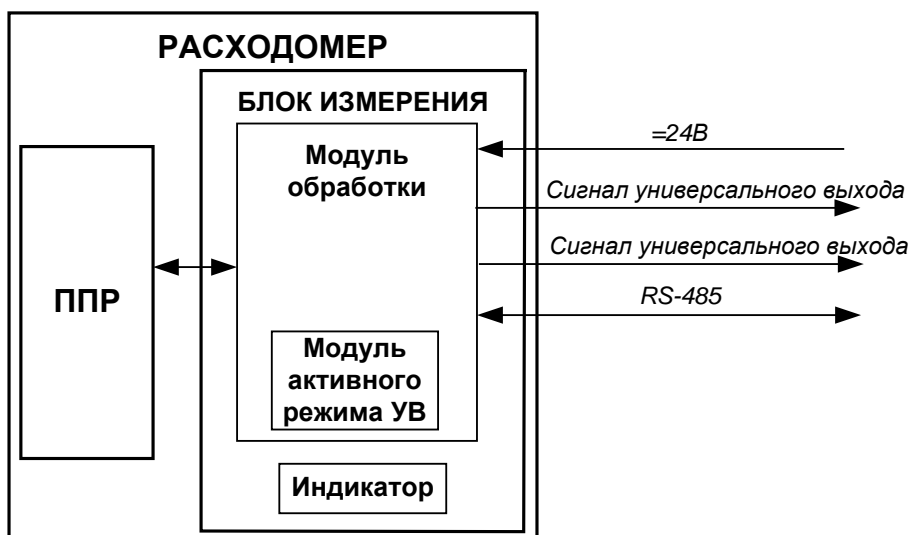 РАСХОДОМЕР
БЛОК ИЗМЕРЕНИЯ
Модуль
обработки
ППР
Модуль
активного
режима УВ
Индикатор
=24В
Сигнал универсального выхода
Сигнал универсального выхода
RS-485